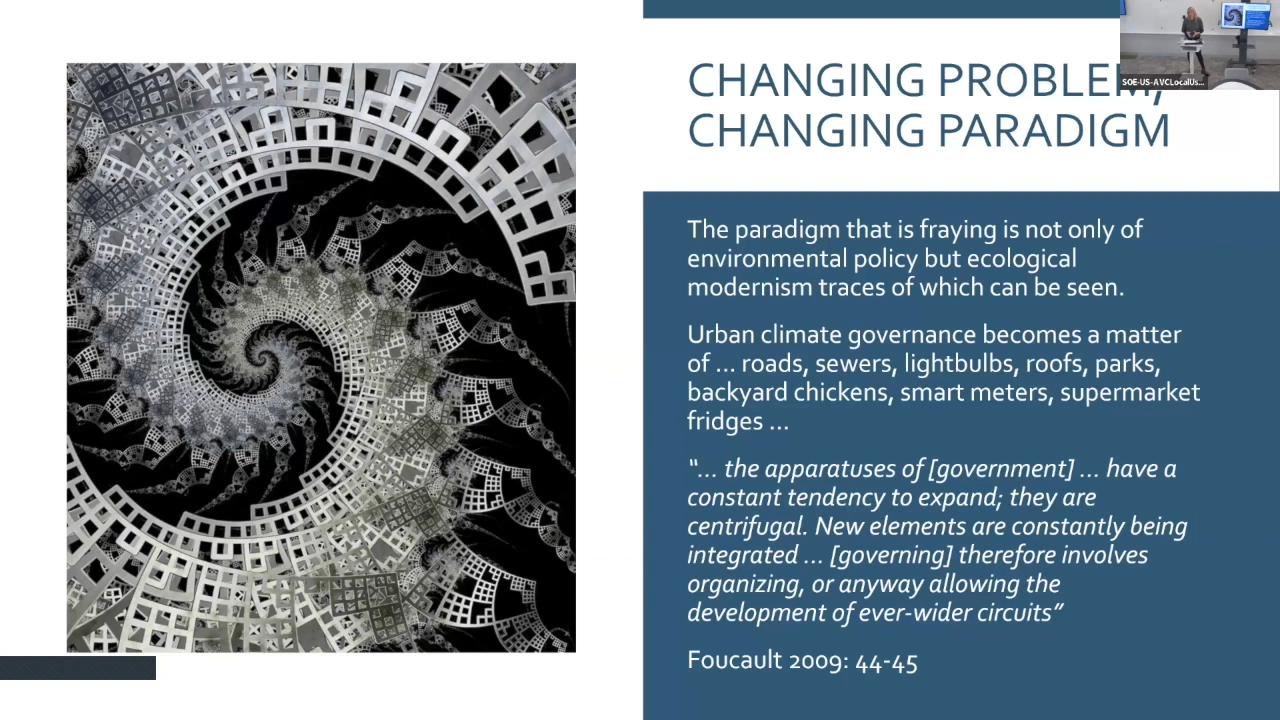 CHANGING PROBLEM,
CHANGING PARADIGM
SOE-US-AVCLocalUs...
The paradigm that is fraying is not only of
environmental policy but ecological
modernism traces of which can be seen.
Urban climate governance becomes a matter
of ... roads, sewers, lightbulbs, roofs, parks,
backyard chickens, smart meters, supermarket
fridges ...
“... the apparatuses of [government] ... have a
constant tendency to expand; they are
centrifugal. New elements are constantly being
integrated ... [governing] therefore involves
organizing, or anyway allowing the
development of ever-wider circuits”
Foucault 2009: 44-45